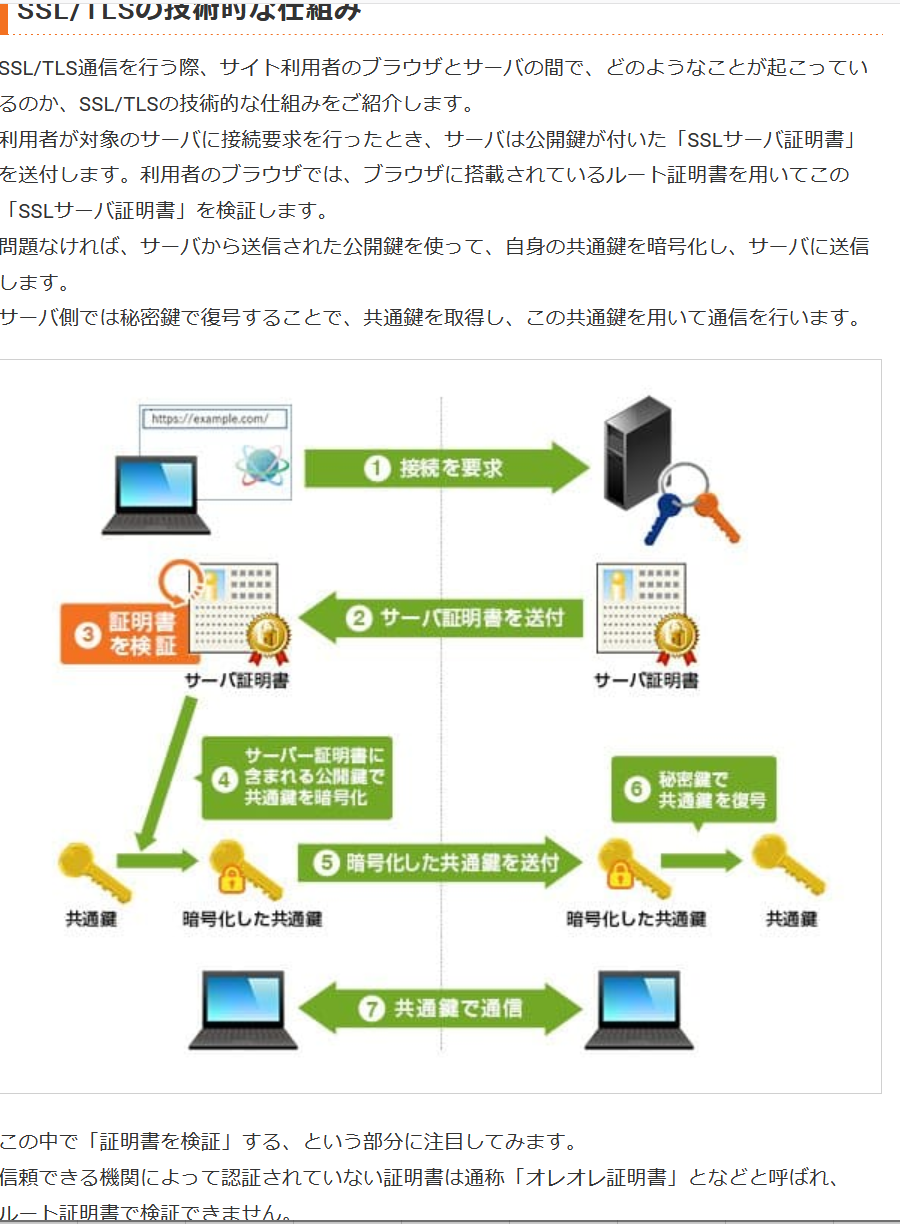 SSL/TLSの技術的な仕組み
SSL/TLS通信を行う際、サイト利用者のブラウザとサーバの間で、どのようなことが起こってい
るのか、SSL/TLSの技術的な仕組みをご紹介します。
利用者が対象のサーバに接続要求を行ったとき、サーバは公開鍵が付いた「SSLサーバ証明書」
を送付します。利用者のブラウザでは、ブラウザに搭載されているルート証明書を用いてこの
「SSLサーバ証明書」を検証します。
問題なければ、サーバから送信された公開鍵を使って、自身の共通鍵を暗号化し、サーバに送信
します。
サーバ側では秘密鍵で復号することで、共通鍵を取得し、この共通鍵を用いて通信を行います。
https://example.com/
1 接続を要求
2 サーバ証明書を送付
3 証明書
を検証
サーバ証明書
サーバ証明書
4 サーバー証明書に
含まれる公開鍵で
共通鍵を暗号化
6 秘密鍵で
共通鍵を復号
5 暗号化した共通鍵を送付
共通鍵
暗号化した共通鍵
暗号化した共通鍵
共通鍵
7 共通鍵で通信
この中で「証明書を検証」する、という部分に注目してみます。
信頼できる機関によって認証されていない証明書は通称「オレオレ証明書」となどと呼ばれ、
ルート証明書で検証できません。